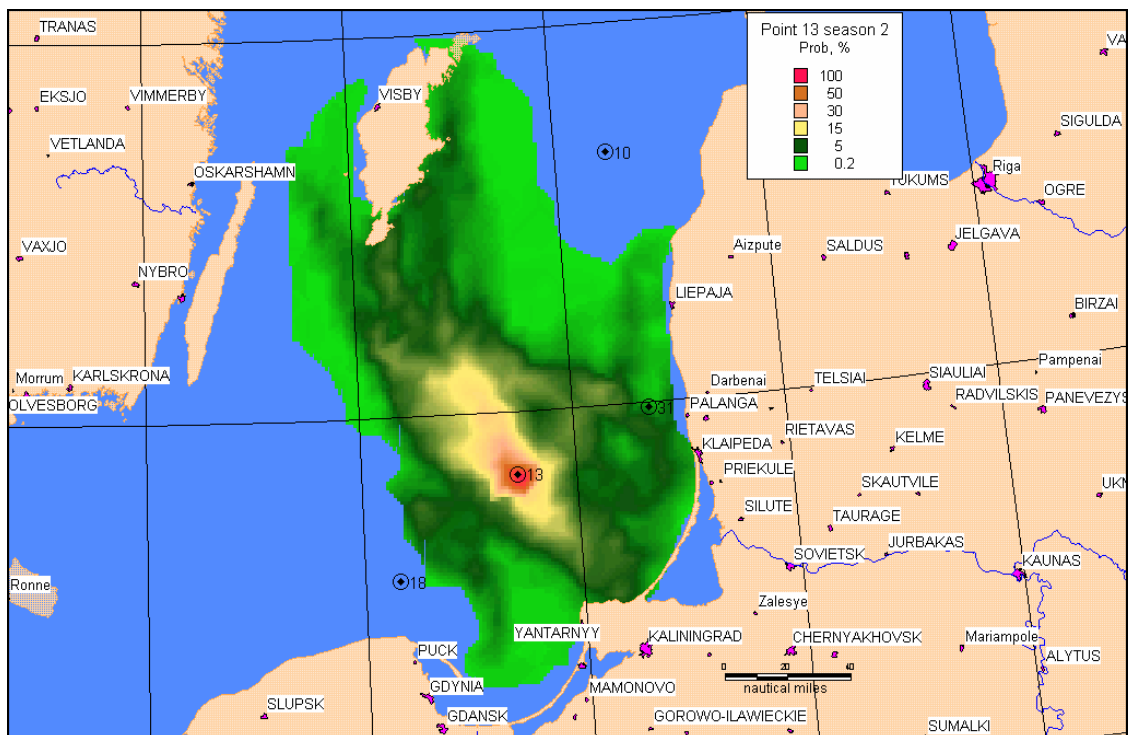 TRANAS
Point 13 season 2
Prob, %
100
50
30
15
5
0.2
VA
EKSJO
VIMMERBY
VISBY
SIGULDA
VETLANDA
10
OSKARSHAMN
Riga
TUKUMS
OGRE
VAXJO
Aizpute
SALDUS
JELGAVA
NYBRO
LIEPAJA
BIRZAI
Morrum
KARLSKRONA
OLVESBORG
Pampenai
Darbenai
TELSIAI
SIAULIAI
31
PALANGA
RADVILSKIS
PANEVEZYS
RIETAVAS
KLAIPEDA
KELME
13
PRIEKULE
SKAUTVILE
UKN
SILUTE
TAURAGE
JURBAKAS
SOVIETSK
KAUNAS
Ronne
18
Zalesye
YANTARNYY
KALININGRAD
CHERNYAKHOVSK
Mariampole
PUCK
ALYTUS
0 20 40
nautical miles
GDYNIA
MAMONOVO
SLUPSK
GDANSK
GOROWO-ILAWIECKIE
SUMALKI